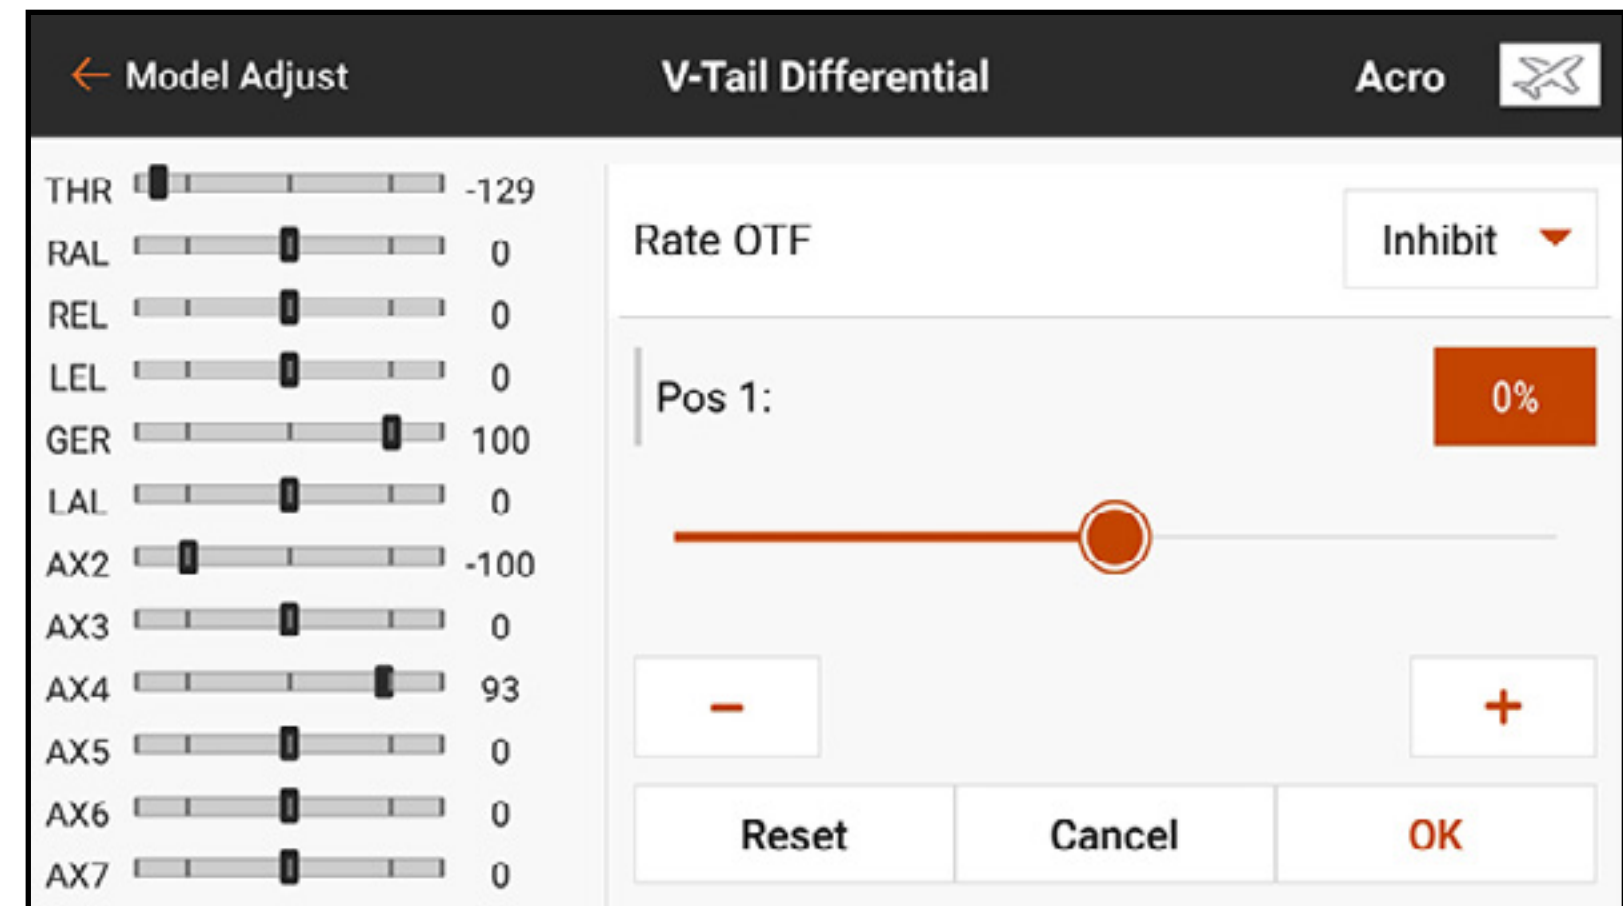 ← Model Adjust V-Tail Differential Acro
THR -129
RAL 0
REL 0
LEL 0
GER 100
LAL 0
AX2 -100
AX3 0
AX4 93
AX5 0
AX6 0
AX7 0
Rate OTF Inhibit
Pos 1: 0%
− +
Reset Cancel OK